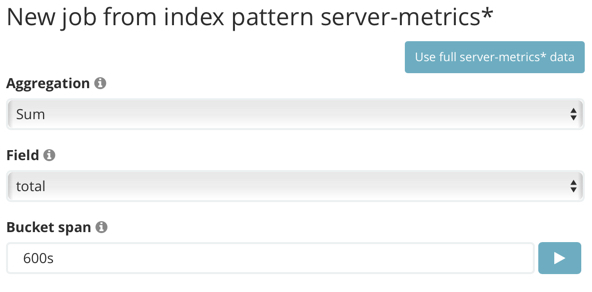 New job from index pattern server-metrics*
Use full server-metrics* data
Aggregation
Sum
Field
total
Bucket span
600s